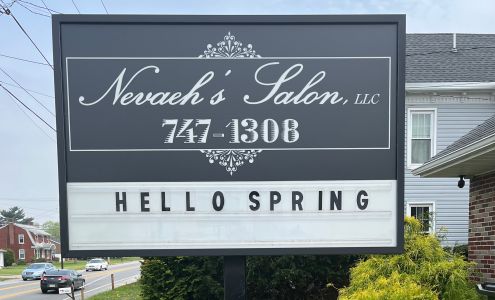 Nevaeh's Salon, LLC
747-1308
HELLO SPRING